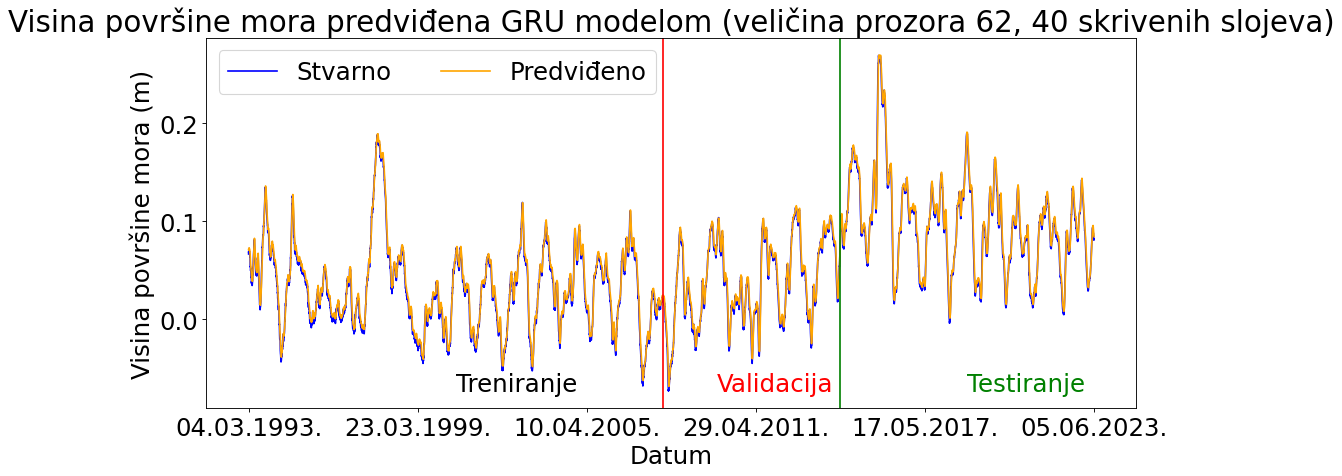 Visina površine mora predviđena GRU modelom (veličina prozora 62, 40 skrivenih slojeva)
Stvarno Predviđeno
Visina površine mora (m)
0.2
0.1
0.0
Treniranje Validacija Testiranje
04.03.1993. 23.03.1999. 10.04.2005. 29.04.2011. 17.05.2017. 05.06.2023.
Datum